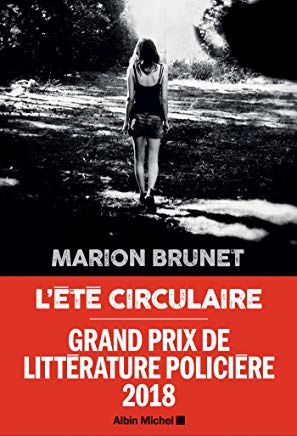 MARION BRUNET
L'ÉTÉ CIRCULAIRE
GRAND PRIX DE
LITTÉRATURE POLICIÈRE
2018
Albin Michel